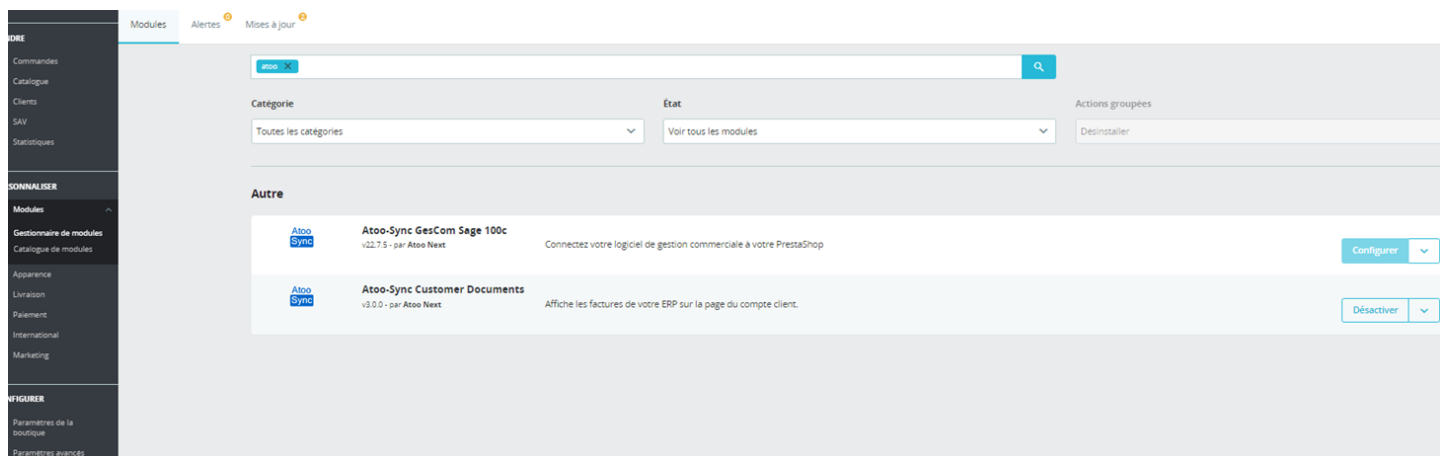 Modules
Alertes 0
Mises à jour 2
NDRE
Commandes
Catalogue
Clients
SAV
Statistiques
SONNALISER
Modules
Gestionnaire de modules
Catalogue de modules
Apparence
Livraison
Paiement
International
Marketing
NFIGURER
Paramètres de la
boutique
Paramètres avancés
atoo X
Catégorie
Toutes les catégories
État
Voir tous les modules
Actions groupées
Désinstaller
Autre
Atoo
Sync
Atoo-Sync GesCom Sage 100c
v22.7.5 - par Atoo Next
Connectez votre logiciel de gestion commerciale à votre PrestaShop
Configurer
Atoo
Sync
Atoo-Sync Customer Documents
v3.0.0 - par Atoo Next
Affiche les factures de votre ERP sur la page du compte client.
Désactiver